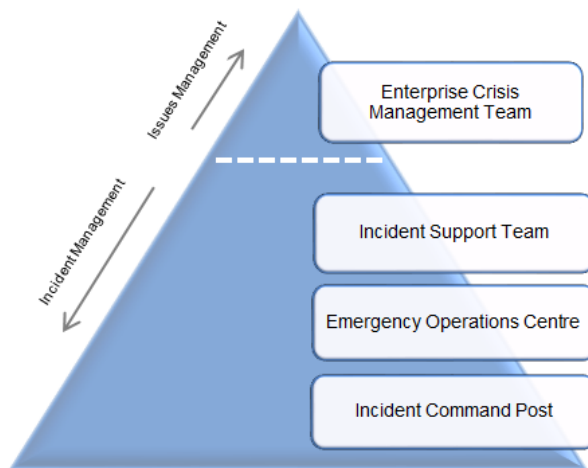 Issues Management
Enterprise Crisis
Management Team
Incident Management
Incident Support Team
Emergency Operations Centre
Incident Command Post